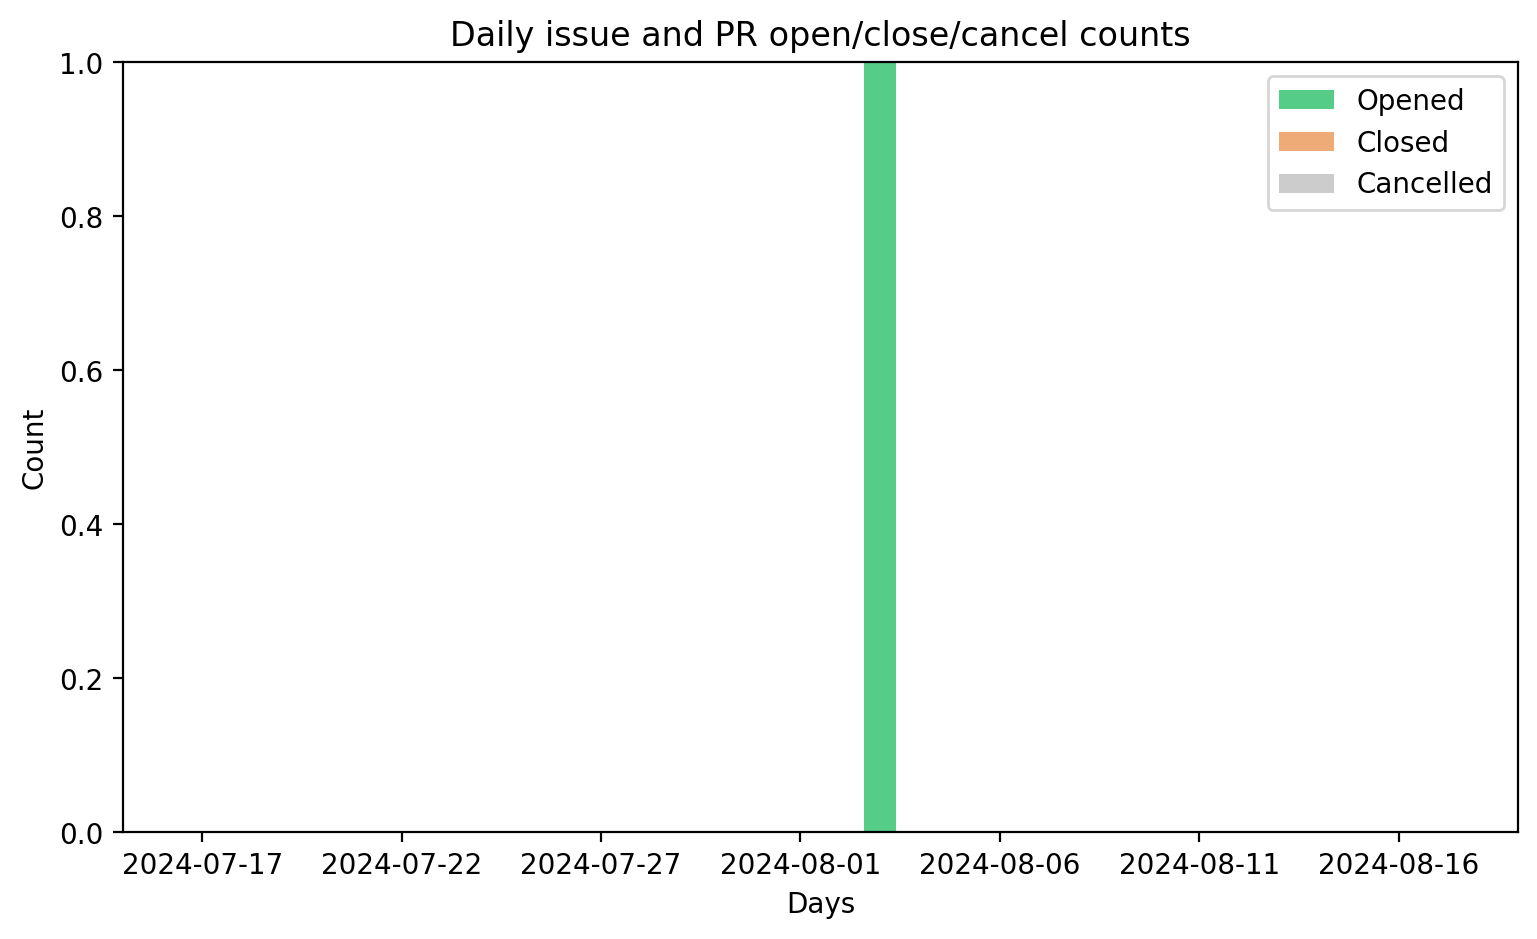 Daily issue and PR open/close/cancel counts
1.0
0.8
0.6
0.4
0.2
0.0
Count
Opened
Closed
Cancelled
2024-07-17 2024-07-22 2024-07-27 2024-08-01 2024-08-06 2024-08-11 2024-08-16
Days